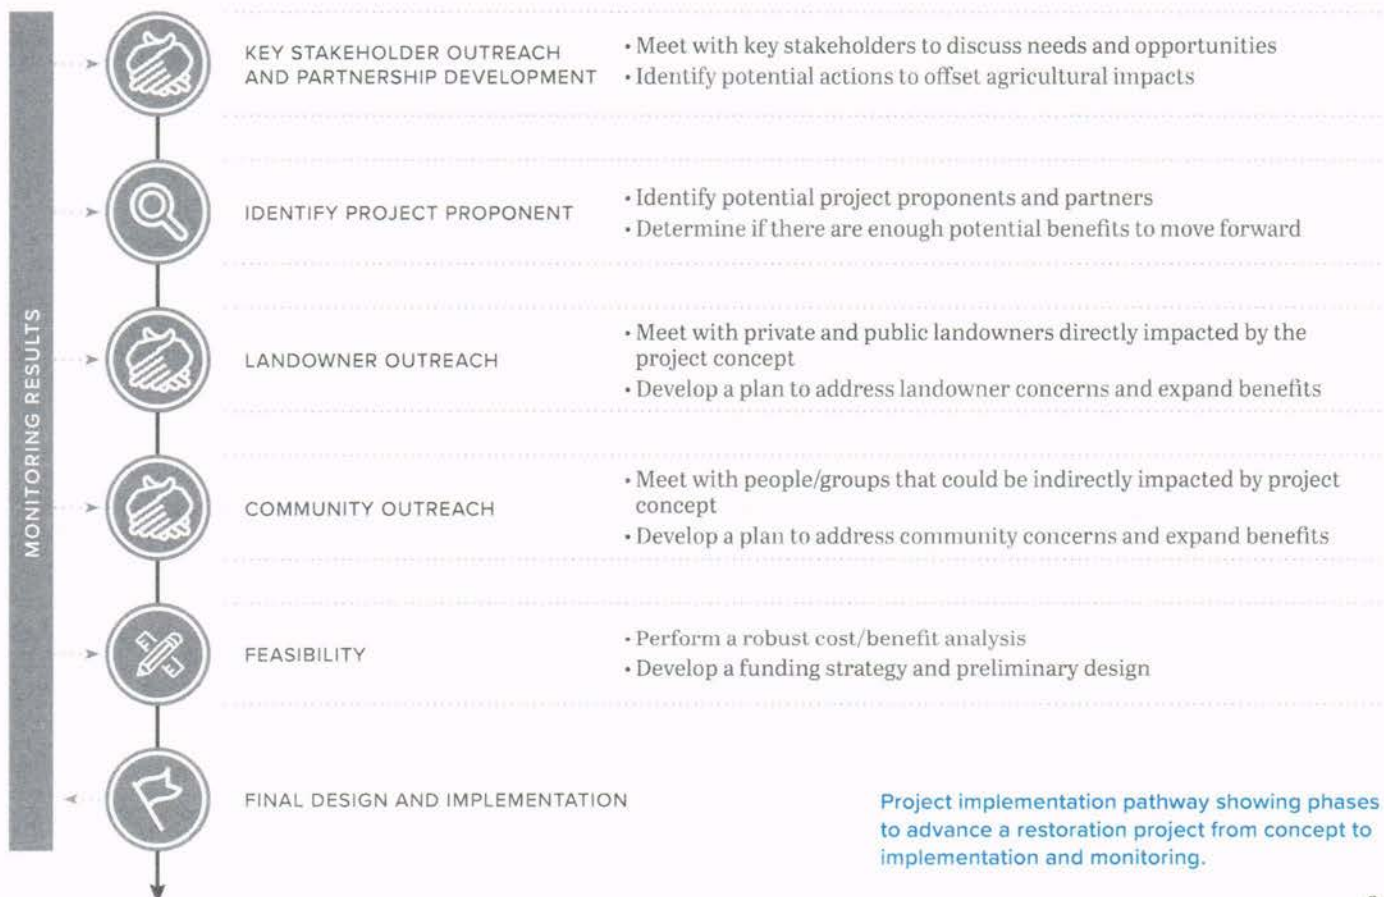 MONITORING RESULTS
KEY STAKEHOLDER OUTREACH
AND PARTNERSHIP DEVELOPMENT
• Meet with key stakeholders to discuss needs and opportunities
• Identify potential actions to offset agricultural impacts
IDENTIFY PROJECT PROPONENT
• Identify potential project proponents and partners
• Determine if there are enough potential benefits to move forward
LANDOWNER OUTREACH
• Meet with private and public landowners directly impacted by the
project concept
• Develop a plan to address landowner concerns and expand benefits
COMMUNITY OUTREACH
• Meet with people/groups that could be indirectly impacted by project
concept
• Develop a plan to address community concerns and expand benefits
FEASIBILITY
• Perform a robust cost/benefit analysis
• Develop a funding strategy and preliminary design
FINAL DESIGN AND IMPLEMENTATION
Project implementation pathway showing phases
to advance a restoration project from concept to
implementation and monitoring.